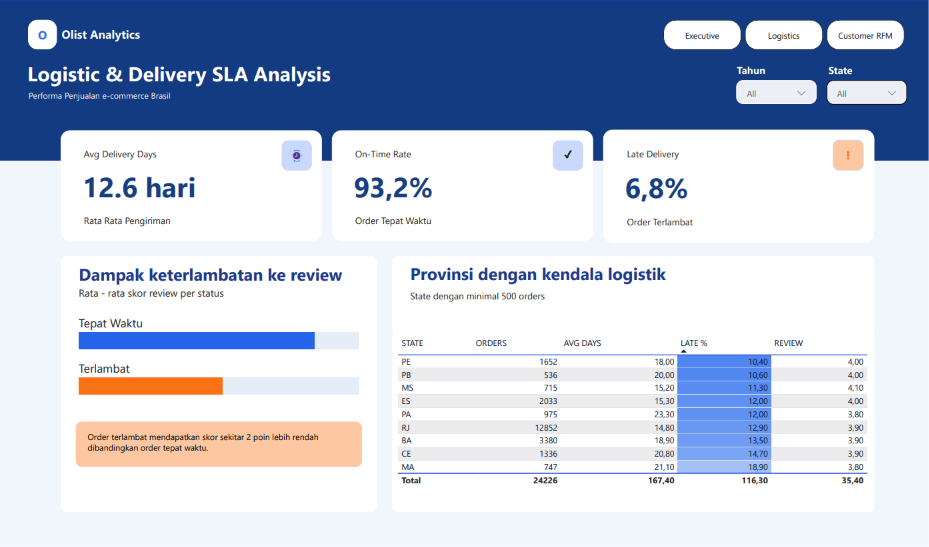 O Olist Analytics
Executive Logistics Customer RFM
Logistic & Delivery SLA Analysis
Performa Penjualan e-commerce Brasil
Tahun State
All All
Avg Delivery Days
12.6 hari
Rata Rata Pengiriman
On-Time Rate
93,2%
Order Tepat Waktu
Late Delivery
!
6,8%
Order Terlambat
Dampak keterlambatan ke review
Rata - rata skor review per status
Tepat Waktu
Terlambat
Order terlambat mendapatkan skor sekitar 2 poin lebih rendah
dibandingkan order tepat waktu.
Provinsi dengan kendala logistik
State dengan minimal 500 orders
STATE ORDERS AVG DAYS LATE % REVIEW
PE 1652 18,00 10,40 4,00
PB 536 20,00 10,60 4,00
MS 715 15,20 11,30 4,10
ES 2033 15,30 12,00 4,00
PA 975 23,30 12,00 3,80
RJ 12852 14,80 12,90 3,90
BA 3380 18,90 13,50 3,90
CE 1336 20,80 14,70 3,90
MA 747 21,10 18,90 3,80
Total 24226 167,40 116,30 35,40